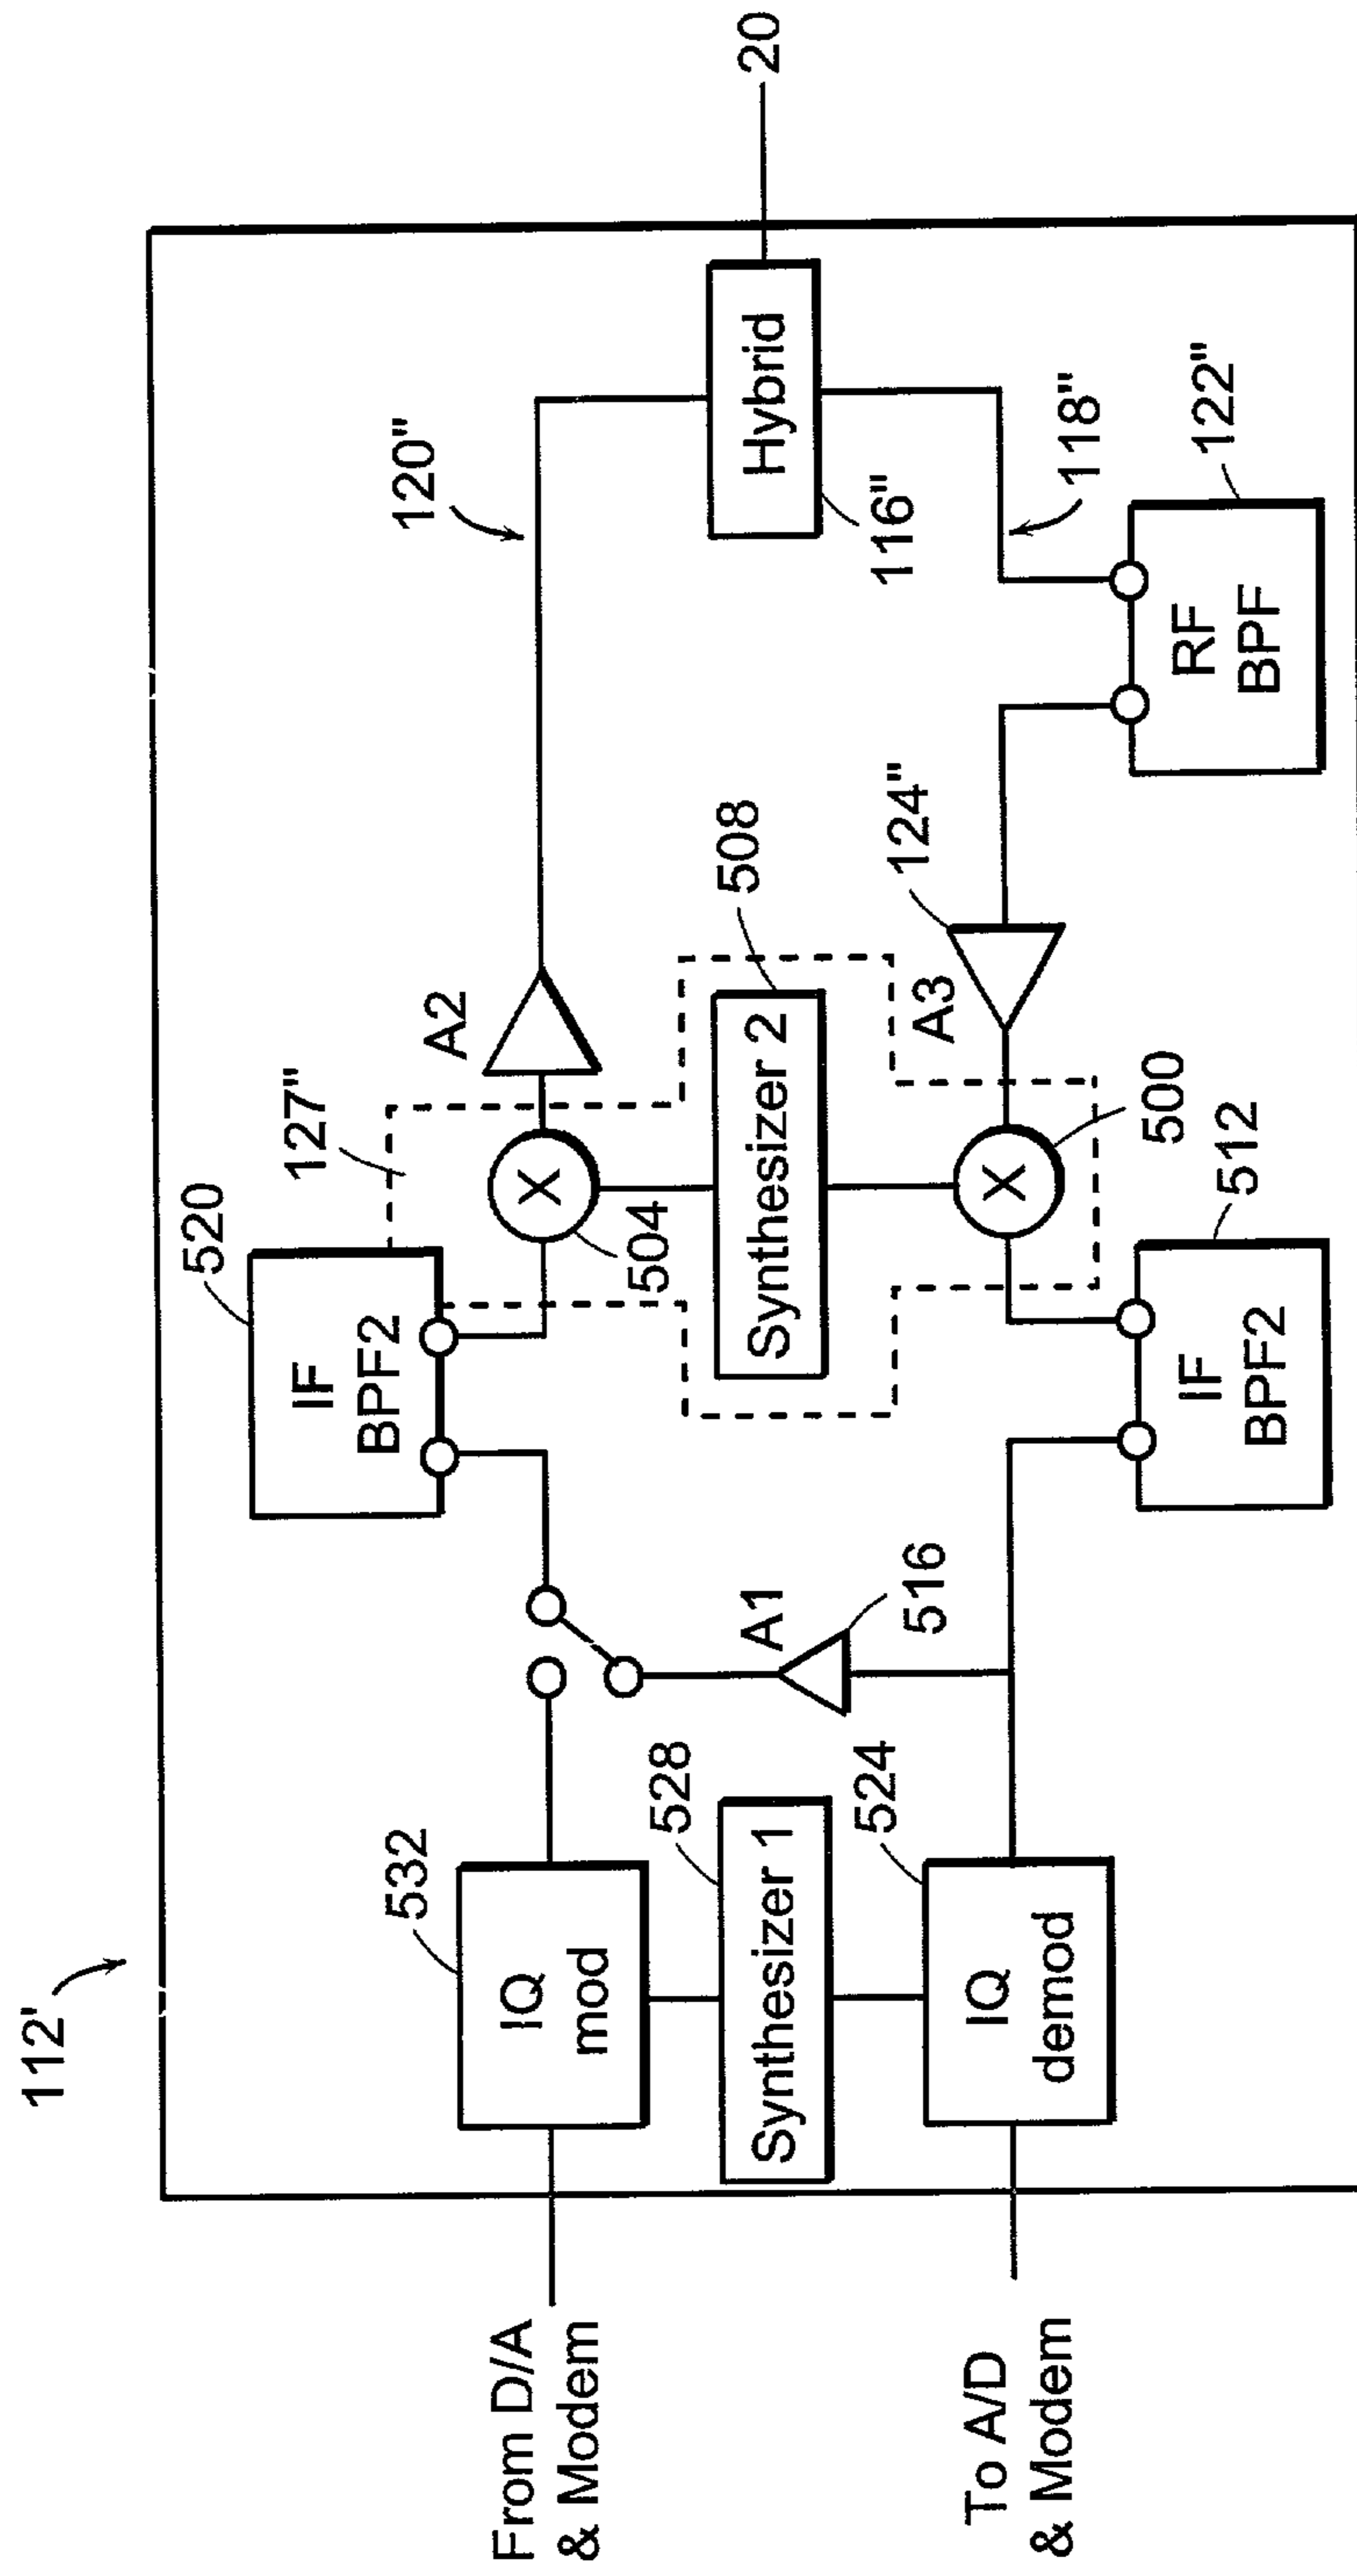 112'
From D/A
& Modem
To A/D
& Modem
532
IQ
mod
528
Synthesizer 1
524
IQ
demod
A1
516
520
IF
BPF2
127"
504
Synthesizer 2
508
500
512
IF
BPF2
A2
A3
124"
120"
Hybrid
116"
118"
122"
RF
BPF
20